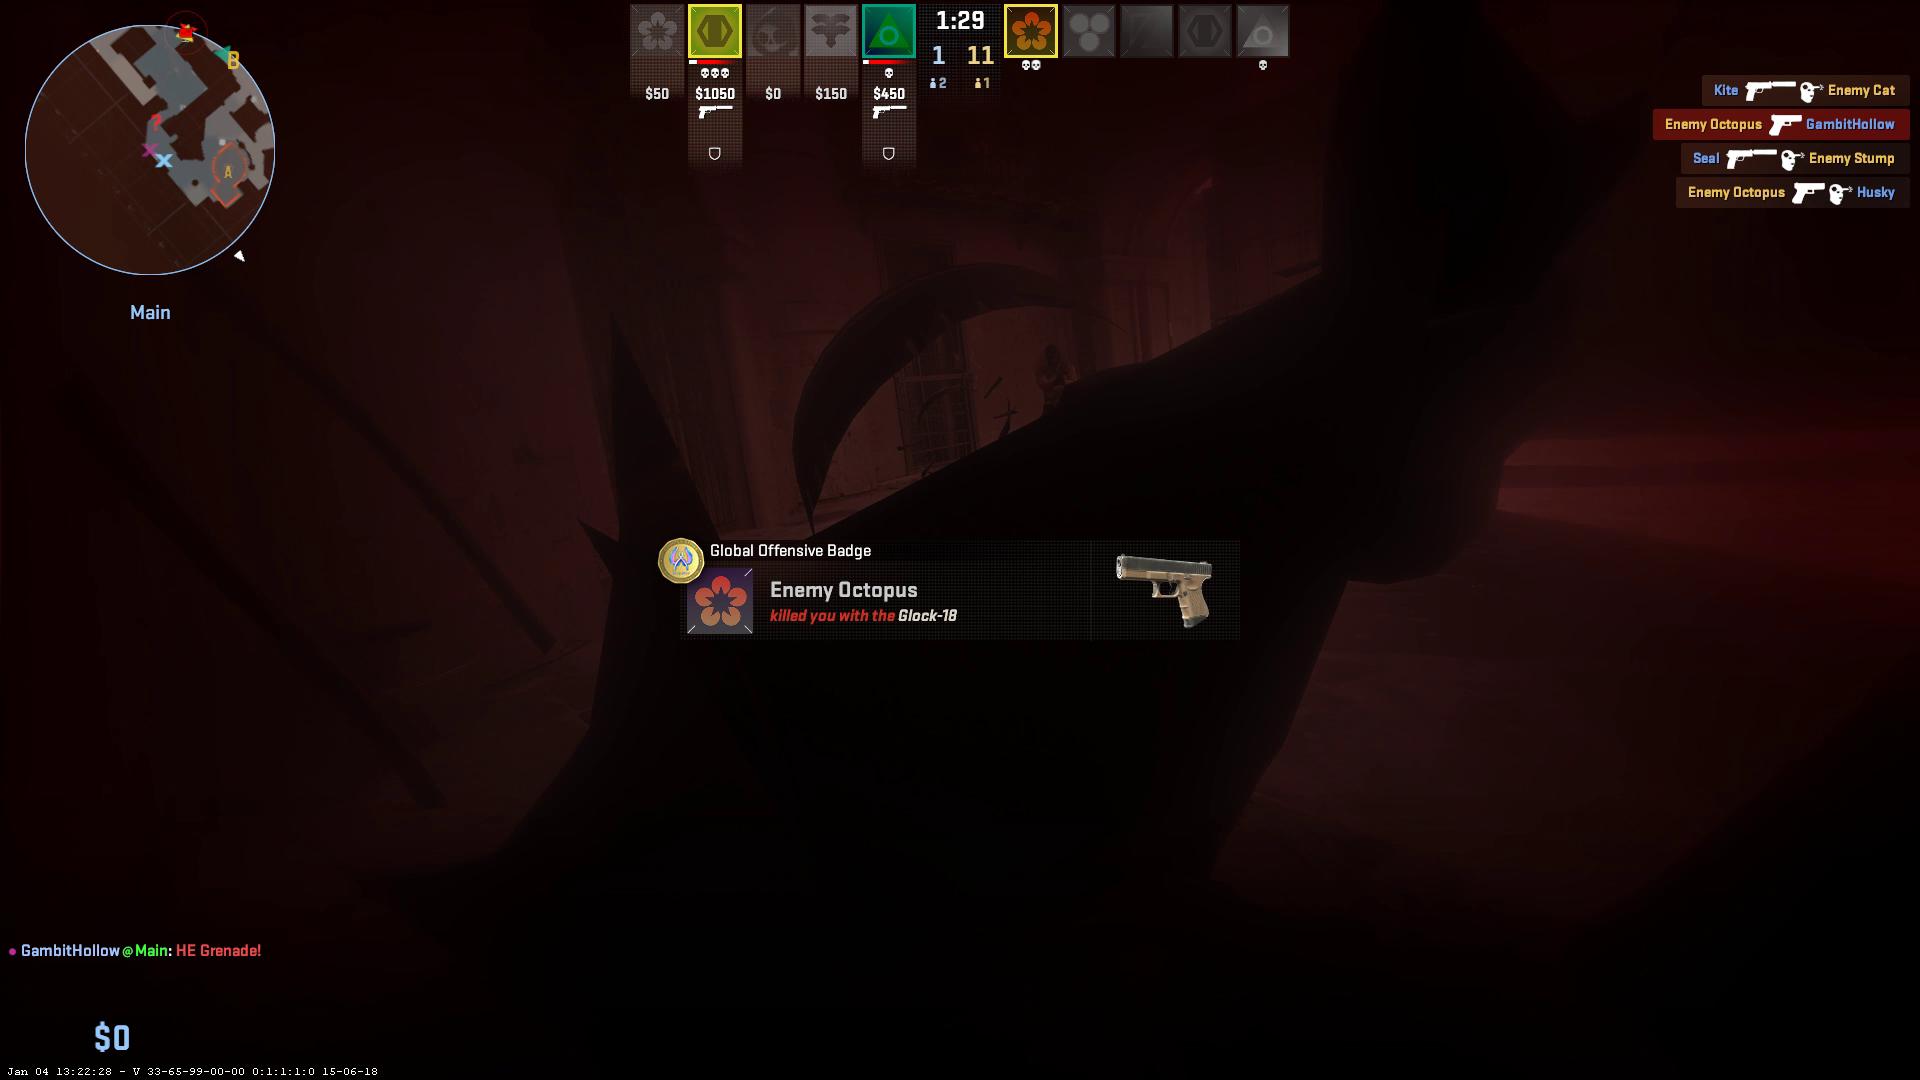 1:29
1 11
2 1
$50 $1050 $0 $150 $450
B
?
A
Main
Kite Enemy Cat
Enemy Octopus GambitHollow
Seal Enemy Stump
Enemy Octopus Husky
Global Offensive Badge
Enemy Octopus
killed you with the Glock-18
GambitHollow@Main: HE Grenade!
$0
Jan 04 13:22:28 - V 33-65-99-00-00 0:1:1:1:0 15-06-18